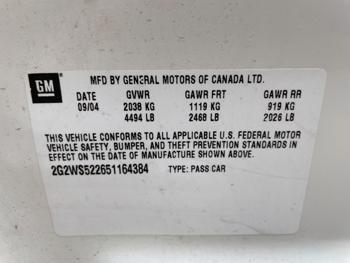 GM
MFD BY GENERAL MOTORS OF CANADA LTD.
DATE GVWR GAWR FRT GAWR RR
09/04 2038 KG 1119 KG 919 KG
4494 LB 2468 LB 2026 LB
THIS VEHICLE CONFORMS TO ALL APPLICABLE U.S. FEDERAL MOTOR
VEHICLE SAFETY, BUMPER, AND THEFT PREVENTION STANDARDS IN
EFFECT ON THE DATE OF MANUFACTURE SHOWN ABOVE.
2G2WS522651164384 TYPE: PASS CAR